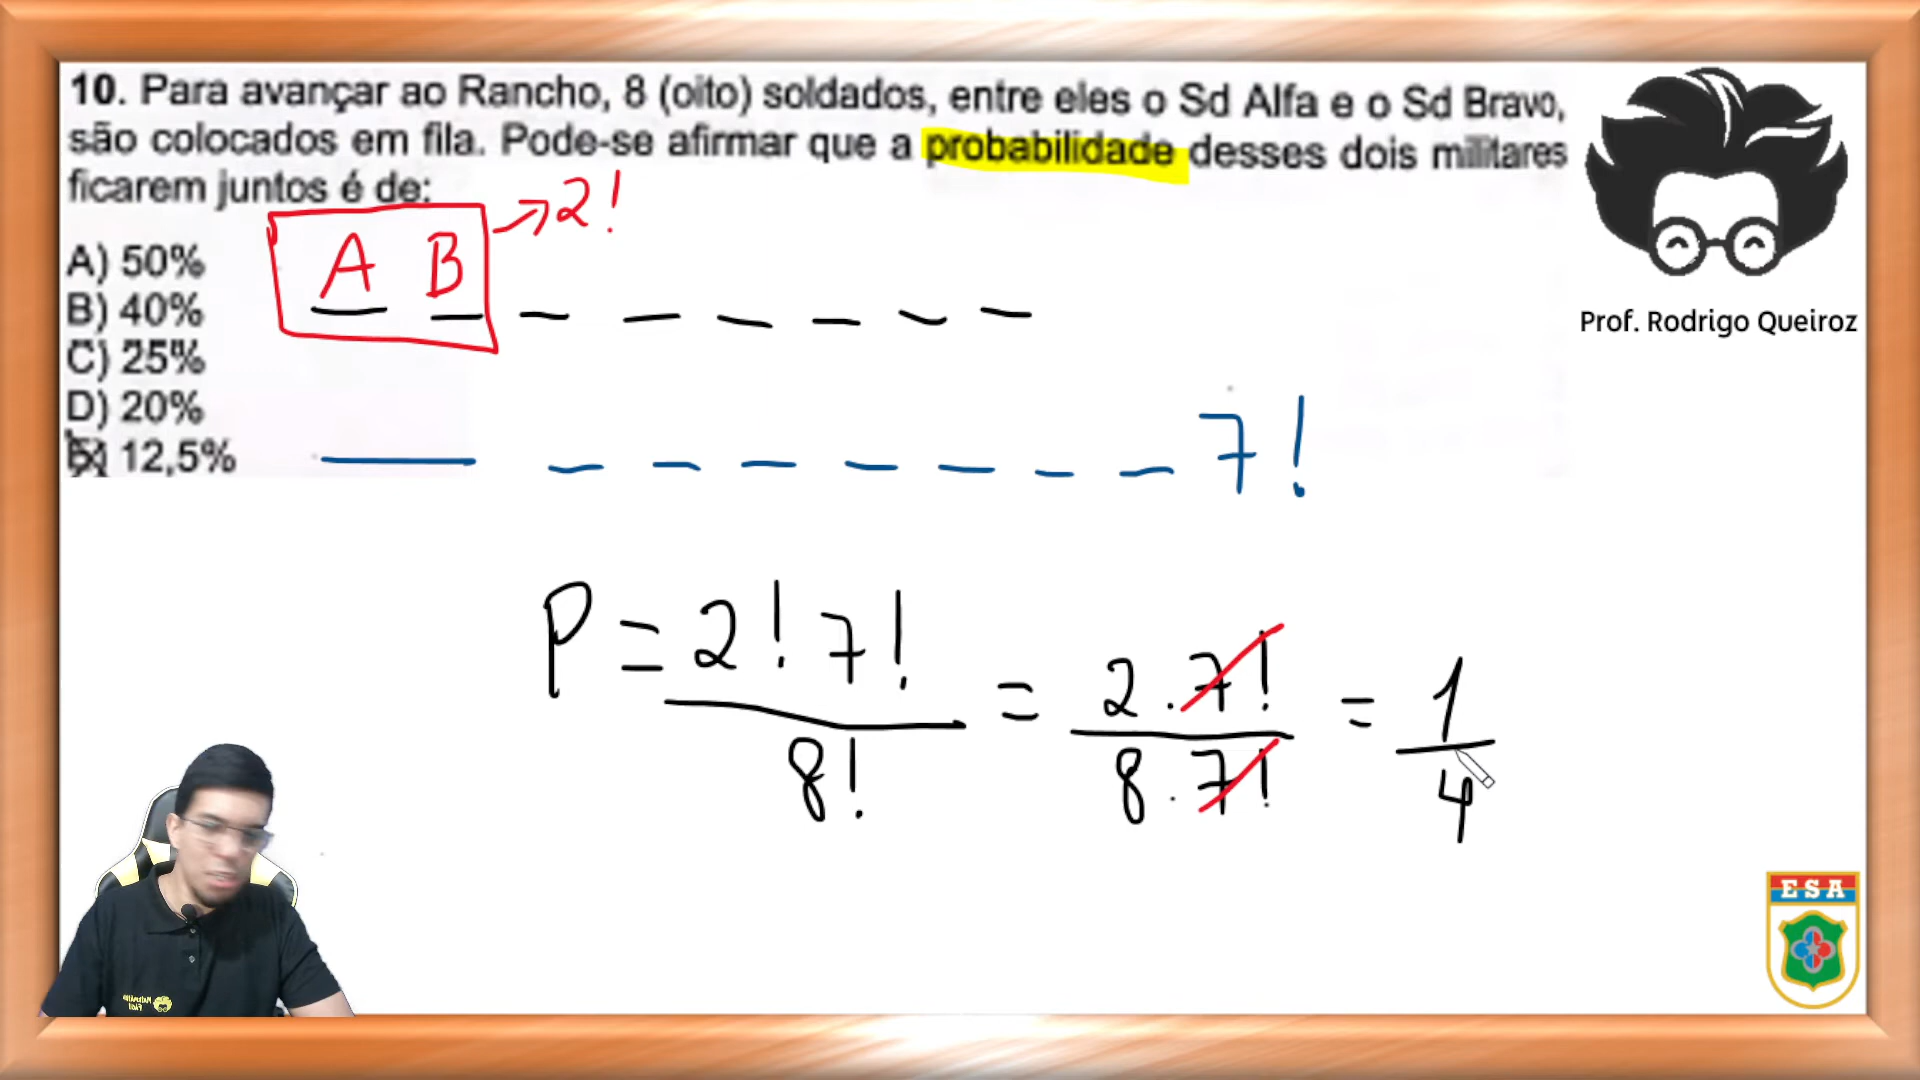 10. Para avançar ao Rancho, 8 (oito) soldados, entre eles o Sd Alfa e o Sd Bravo,
são colocados em fila. Pode-se afirmar que a probabilidade desses dois militares
ficarem juntos é de:
A) 50%
B) 40%
C) 25%
D) 20%
E) 12,5%
A B → 2!
7!
P = 2! 7! / 8! = 2 . 7! / 8 . 7! = 1 / 4
Prof. Rodrigo Queiroz
ESA